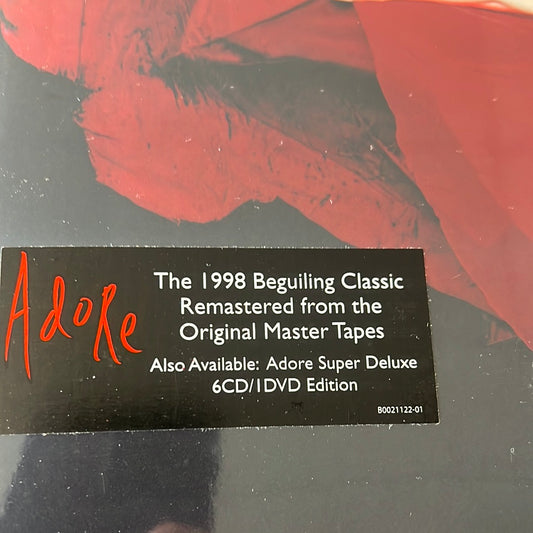 Adore
The 1998 Beguiling Classic
Remastered from the
Original Master Tapes
Also Available: Adore Super Deluxe
6CD/1DVD Edition
B0021122-01